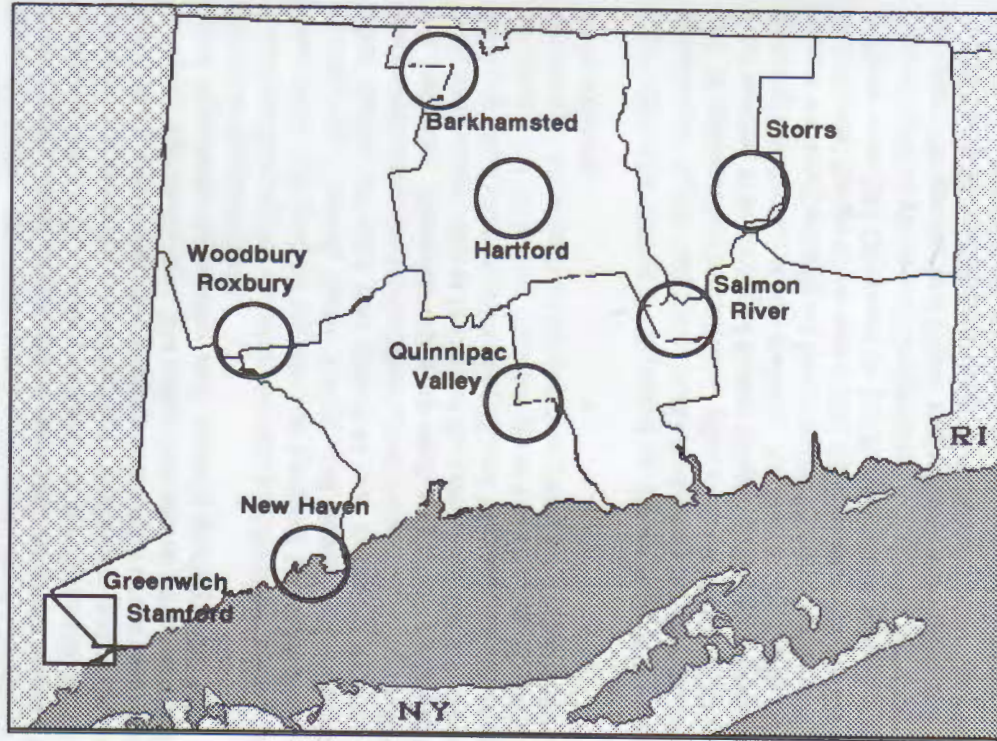 Barkhamsted
Storrs
Hartford
Woodbury
Roxbury
Salmon
River
Quinnipac
Valley
RI
New Haven
Greenwich
Stamford
NY